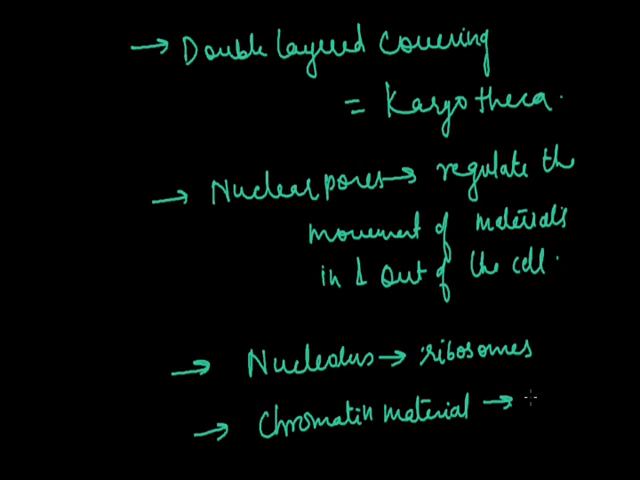 → Double layered covering
= Karyotheca.
→ Nuclear pores → regulate the
movement of materials
in & out of the cell.
→ Nucleolus → ribosomes
→ Chromatin material →